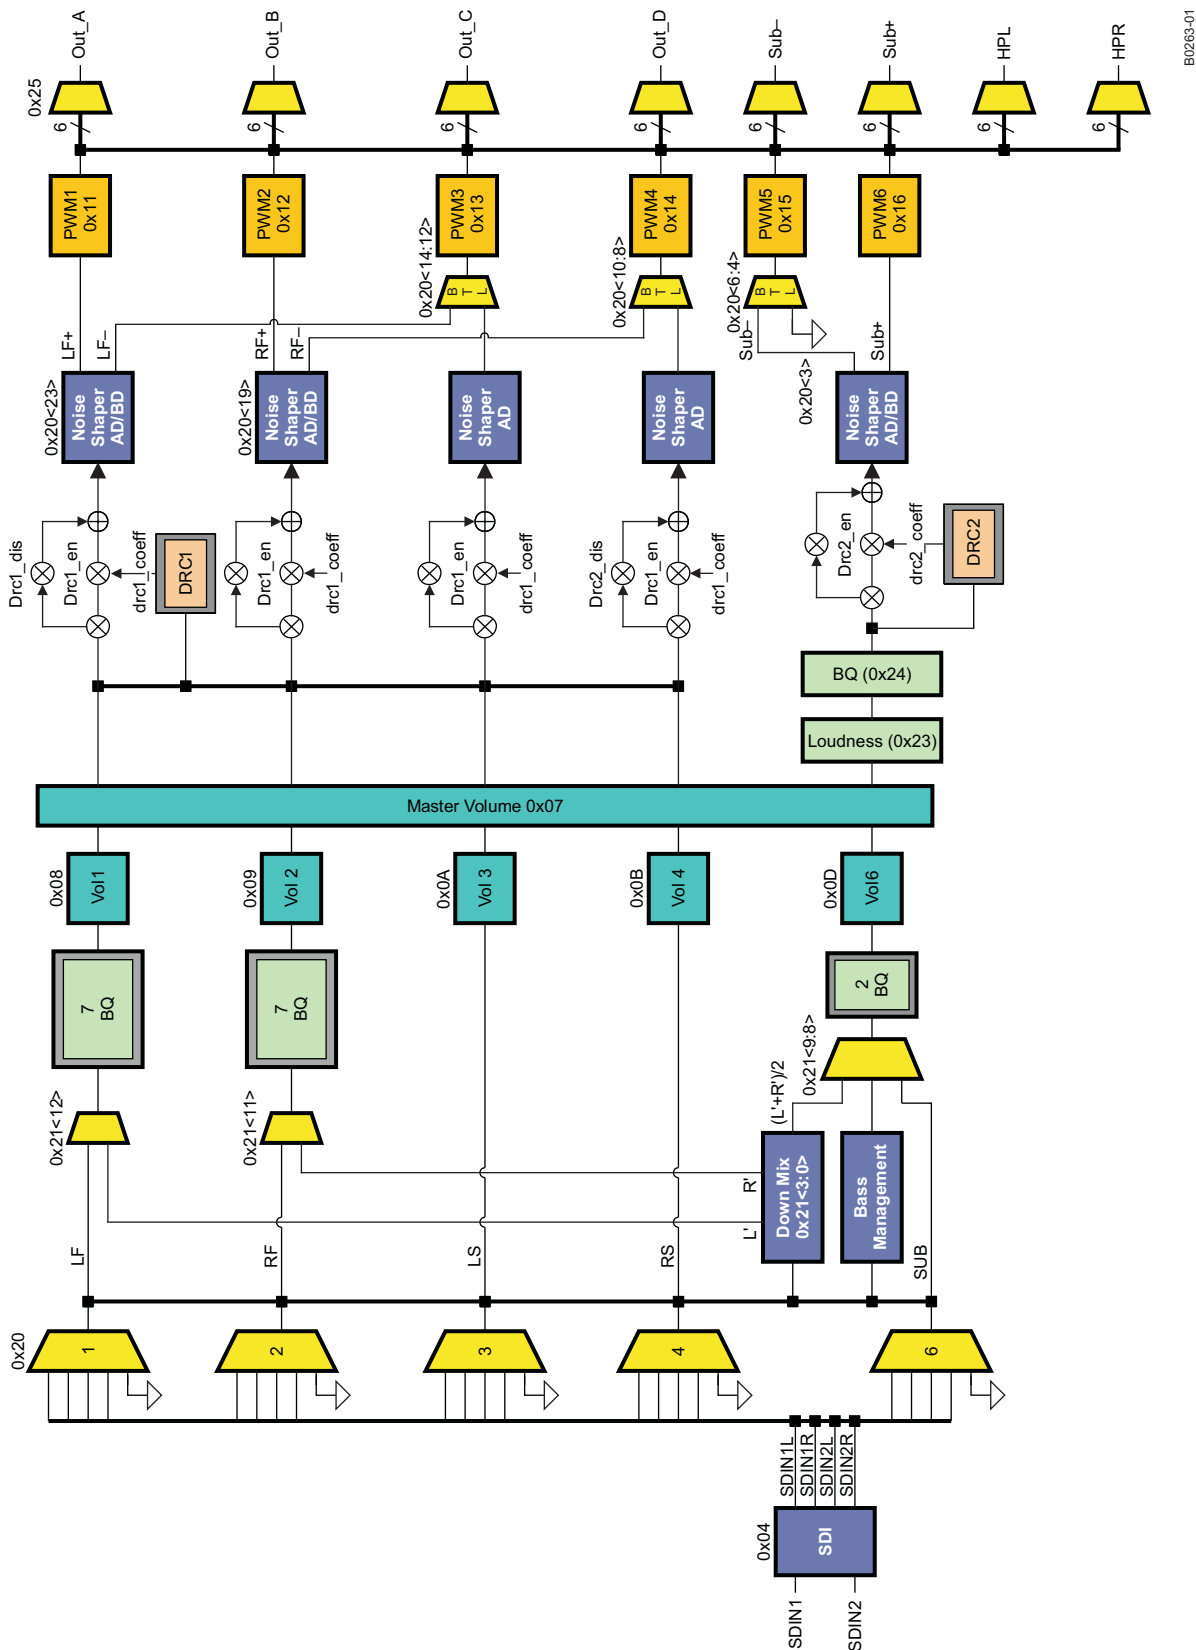 B0263-01
0x25
Out_A
Out_B
Out_C
Out_D
Sub–
Sub+
HPL
HPR
6
6
6
6
6
6
6
6
PWM1
0x11
PWM2
0x12
PWM3
0x13
PWM4
0x14
PWM5
0x15
PWM6
0x16
0x20<14:12>
B T L
0x20<10:8>
B T L
0x20<6:4>
B T L
LF+
LF–
RF+
RF–
Sub–
Sub+
0x20<23>
Noise
Shaper
AD/BD
0x20<19>
Noise
Shaper
AD/BD
Noise
Shaper
AD
Noise
Shaper
AD
0x20<3>
Noise
Shaper
AD/BD
Drc1_dis
Drc1_en
drc1_coeff
DRC1
Drc1_en
drc1_coeff
Drc1_en
drc1_coeff
Drc2_dis
Drc1_en
drc1_coeff
Drc2_en
drc2_coeff
DRC2
BQ (0x24)
Loudness (0x23)
Master Volume 0x07
0x08
Vol1
0x09
Vol 2
0x0A
Vol 3
0x0B
Vol 4
0x0D
Vol6
7
BQ
7
BQ
2
BQ
0x21<12>
0x21<11>
0x21<9:8>
(L'+R')/2
R'
L'
Down Mix
0x21<3:0>
Bass
Management
LF
RF
LS
RS
SUB
0x20
1
2
3
4
6
SDIN1L
SDIN1R
SDIN2L
SDIN2R
0x04
SDI
SDIN1
SDIN2